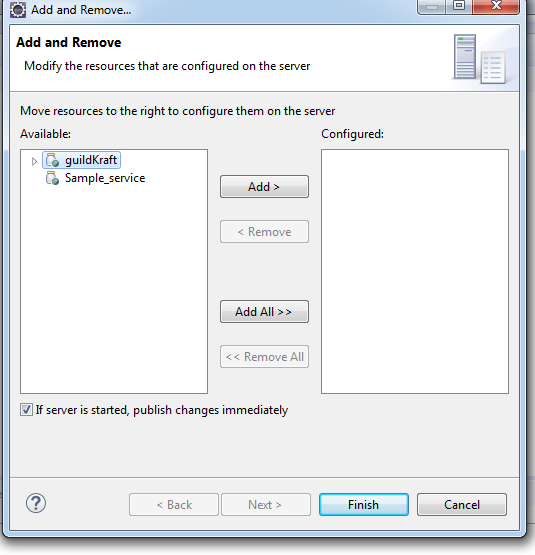 Add and Remove...
Add and Remove
Modify the resources that are configured on the server
Move resources to the right to configure them on the server
Available:
Configured:
guildKraft
Sample_service
Add >
< Remove
Add All >>
<< Remove All
If server is started, publish changes immediately
?
< Back
Next >
Finish
Cancel